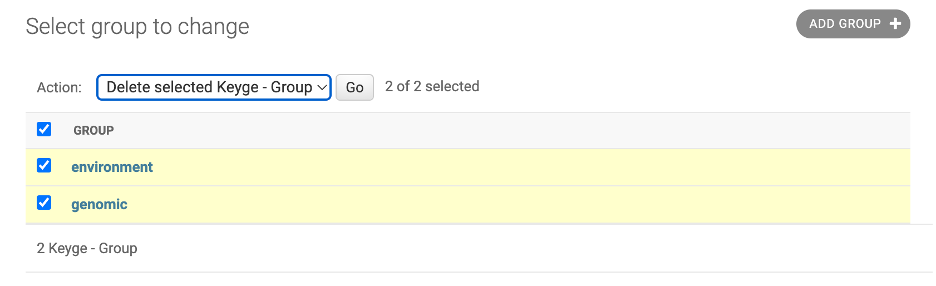 Select group to change
ADD GROUP +
Action: Delete selected Keyge - Group Go 2 of 2 selected
GROUP
environment
genomic
2 Keyge - Group